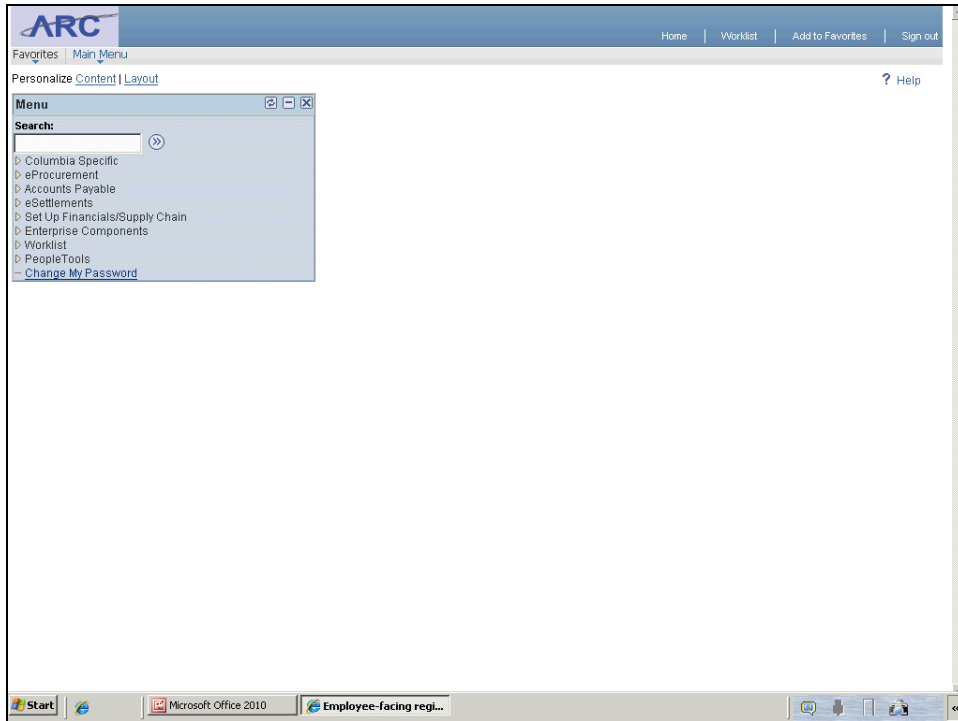 ARC
Home | Worklist | Add to Favorites | Sign out
Favorites Main Menu
Personalize Content | Layout
? Help
Menu
Search:
Columbia Specific
eProcurement
Accounts Payable
eSettlements
Set Up Financials/Supply Chain
Enterprise Components
Worklist
PeopleTools
Change My Password
Start Microsoft Office 2010 Employee-facing regi...